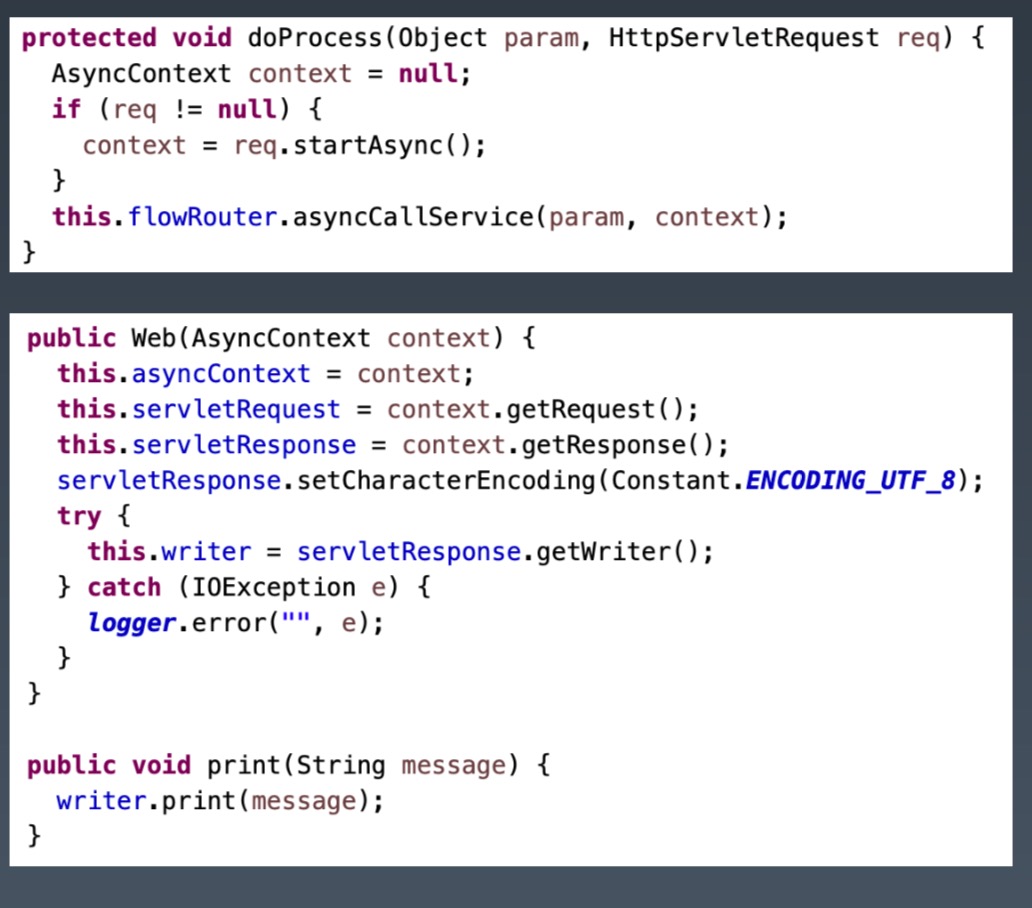 protected void doProcess(Object param, HttpServletRequest req) {
  AsyncContext context = null;
  if (req != null) {
    context = req.startAsync();
  }
  this.flowRouter.asyncCallService(param, context);
}
public Web(AsyncContext context) {
  this.asyncContext = context;
  this.servletRequest = context.getRequest();
  this.servletResponse = context.getResponse();
  servletResponse.setCharacterEncoding(Constant.ENCODING_UTF_8);
  try {
    this.writer = servletResponse.getWriter();
  } catch (IOException e) {
    logger.error("", e);
  }
}
public void print(String message) {
  writer.print(message);
}